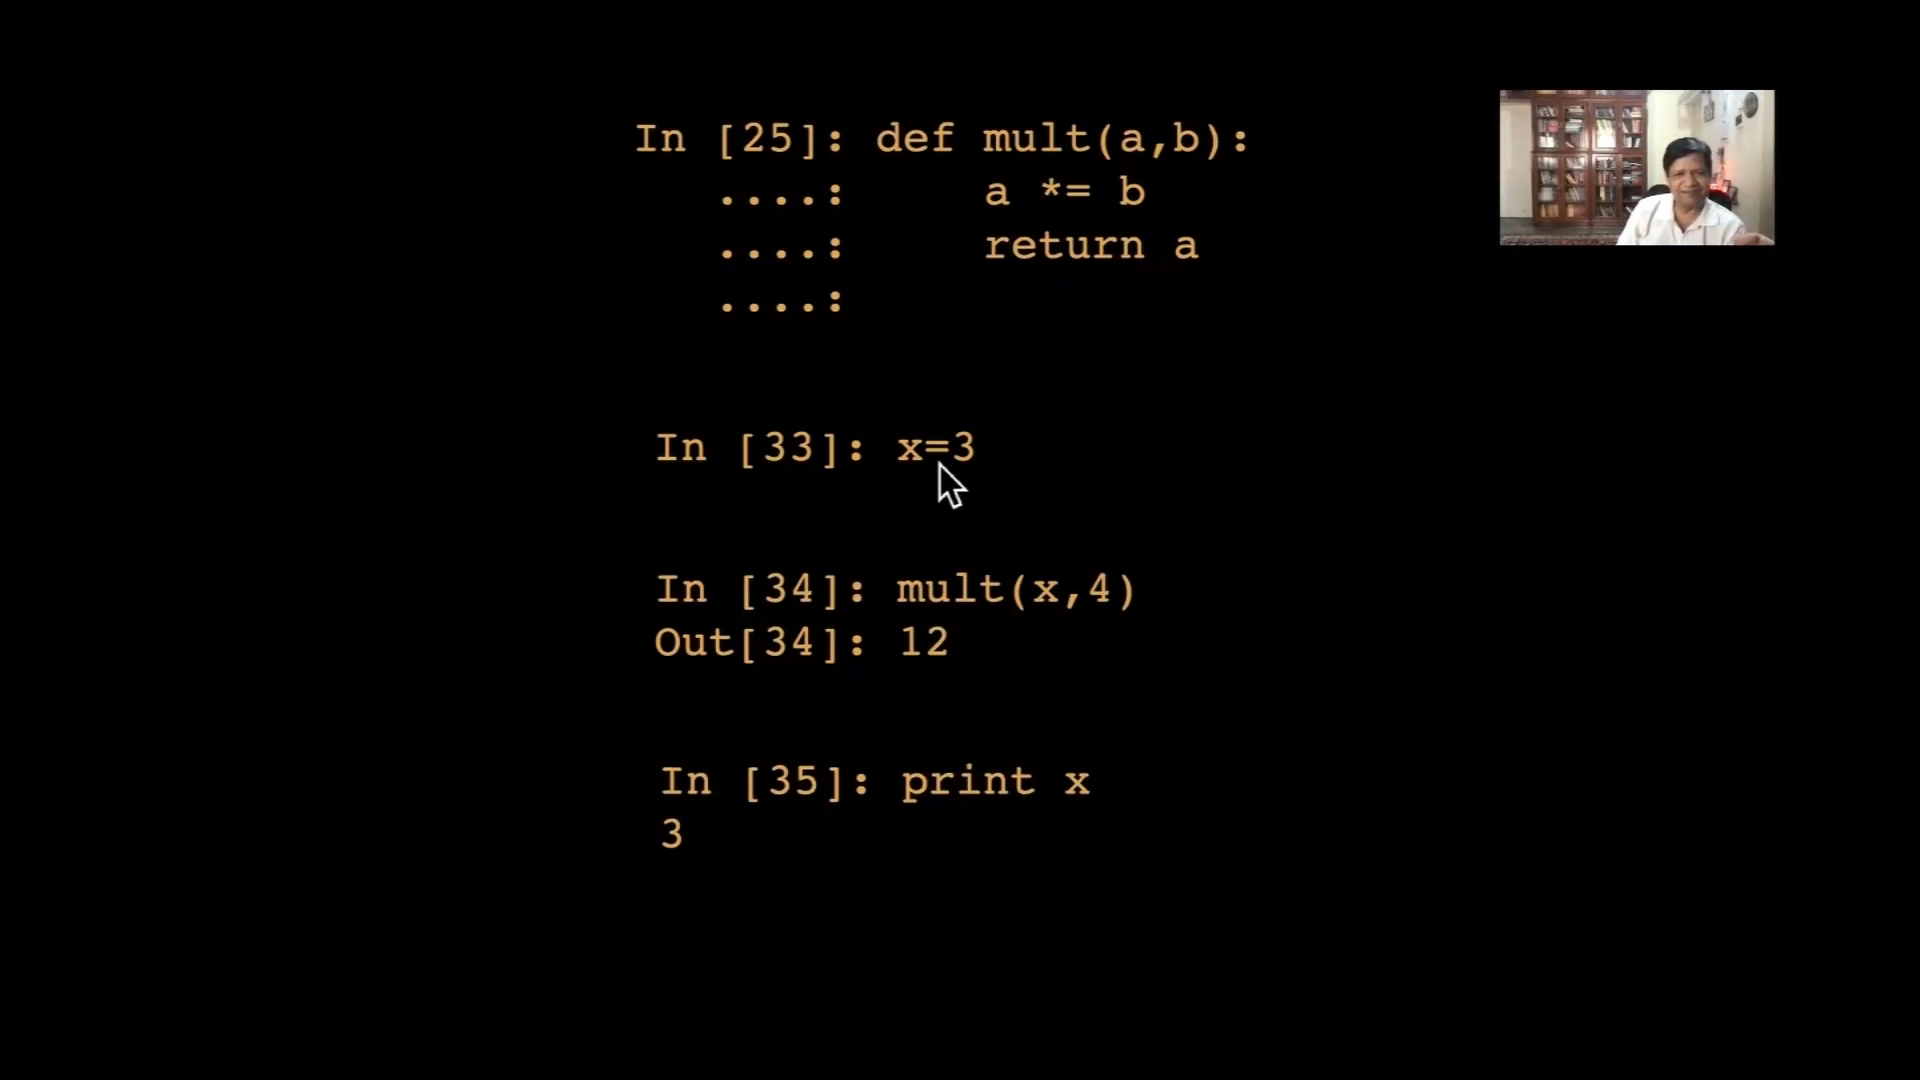 In [25]: def mult(a,b):
....: a *= b
....: return a
....:
In [33]: x=3
In [34]: mult(x,4)
Out[34]: 12
In [35]: print x
3